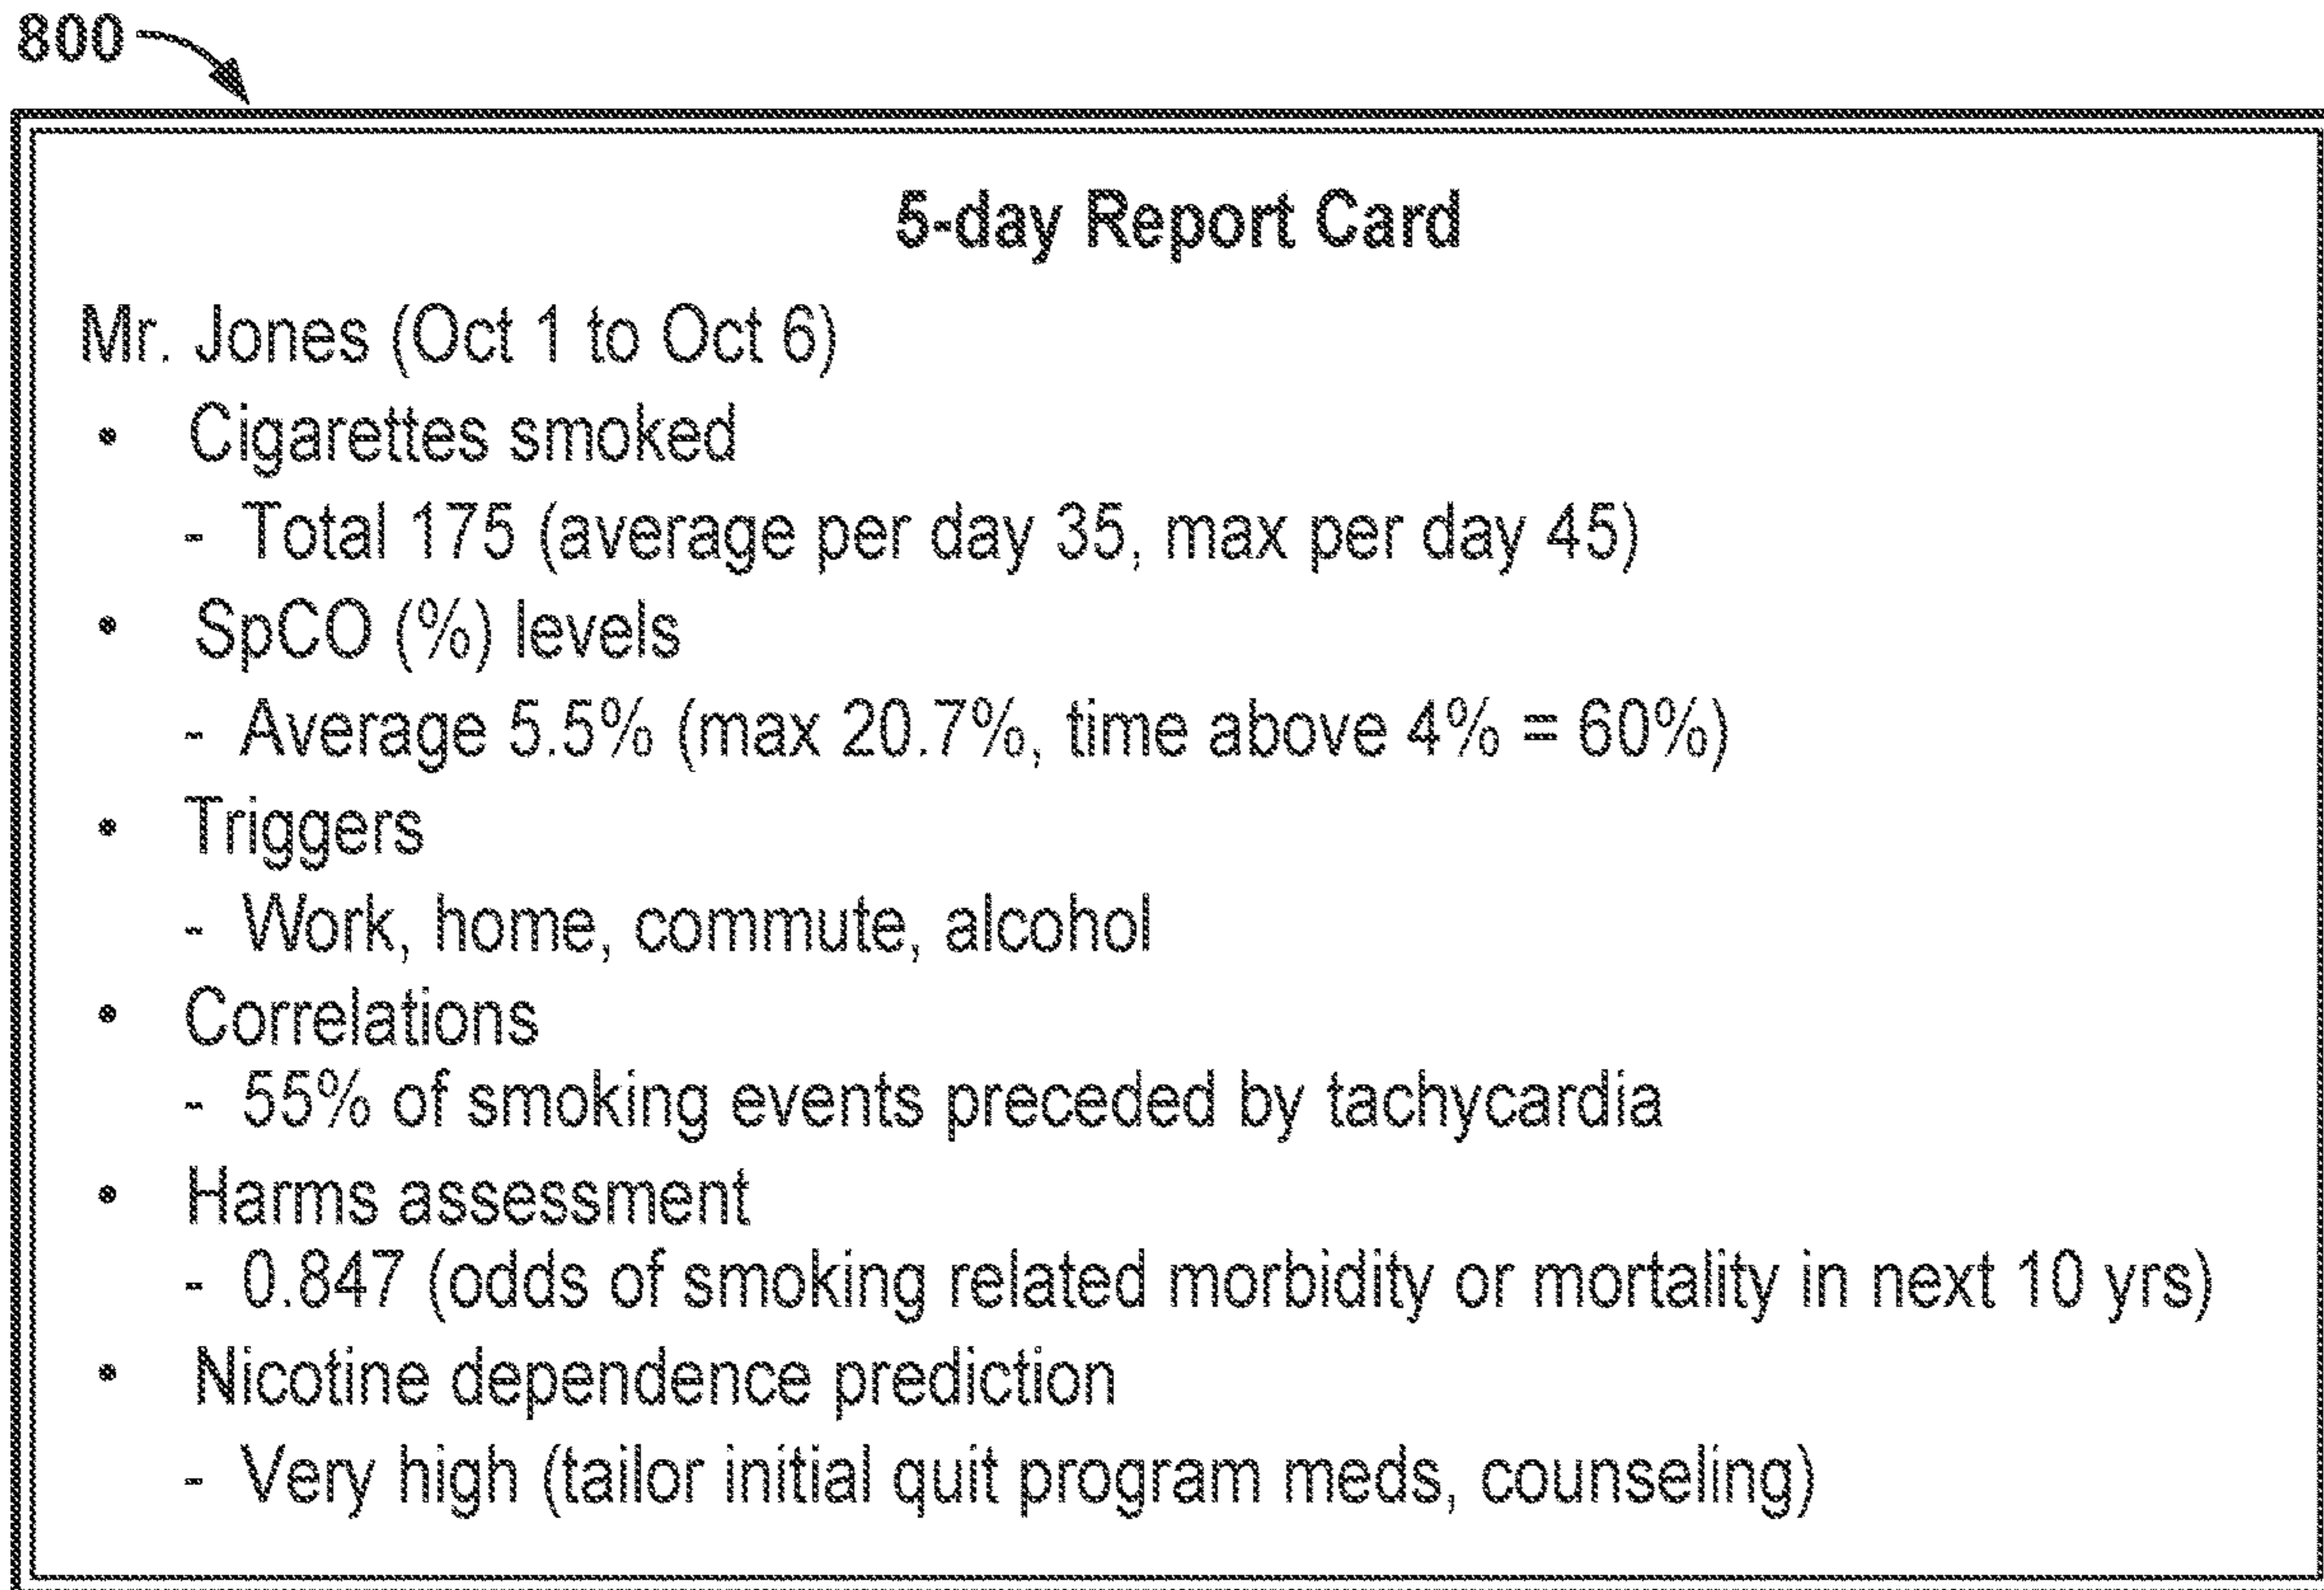 800
5-day Report Card
Mr. Jones (Oct 1 to Oct 6)
• Cigarettes smoked
- Total 175 (average per day 35, max per day 45)
• SpCO (%) levels
- Average 5.5% (max 20.7%, time above 4% = 60%)
• Triggers
- Work, home, commute, alcohol
• Correlations
- 55% of smoking events preceded by tachycardia
• Harms assessment
- 0.847 (odds of smoking related morbidity or mortality in next 10 yrs)
• Nicotine dependence prediction
- Very high (tailor initial quit program meds, counseling)